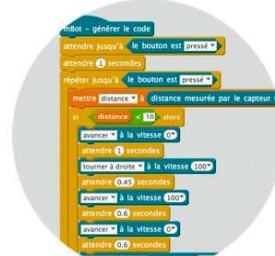 mBot - générer le code
attendre jusqu'à le bouton est pressé
attendre 1 secondes
répéter jusqu'à le bouton est pressé
mettre distance à distance mesurée par le capteur
si distance < 10 alors
avancer à la vitesse 0
attendre 1 secondes
tourner à droite à la vitesse 100
attendre 0.45 secondes
avancer à la vitesse 100
attendre 0.6 secondes
avancer à la vitesse 0
attendre 0.6 secondes